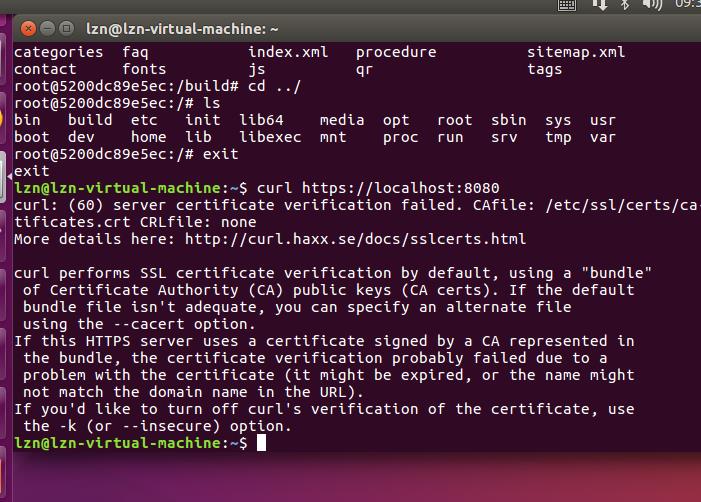 09:3
lzn@lzn-virtual-machine: ~
categories faq index.xml procedure sitemap.xml
contact fonts js qr tags
root@5200dc89e5ec:/build# cd ../
root@5200dc89e5ec:/# ls
bin build etc init lib64 media opt root sbin sys usr
boot dev home lib libexec mnt proc run srv tmp var
root@5200dc89e5ec:/# exit
exit
lzn@lzn-virtual-machine:~$ curl https://localhost:8080
curl: (60) server certificate verification failed. CAfile: /etc/ssl/certs/ca-
tificates.crt CRLfile: none
More details here: http://curl.haxx.se/docs/sslcerts.html
curl performs SSL certificate verification by default, using a "bundle"
of Certificate Authority (CA) public keys (CA certs). If the default
bundle file isn't adequate, you can specify an alternate file
using the --cacert option.
If this HTTPS server uses a certificate signed by a CA represented in
the bundle, the certificate verification probably failed due to a
problem with the certificate (it might be expired, or the name might
not match the domain name in the URL).
If you'd like to turn off curl's verification of the certificate, use
the -k (or --insecure) option.
lzn@lzn-virtual-machine:~$